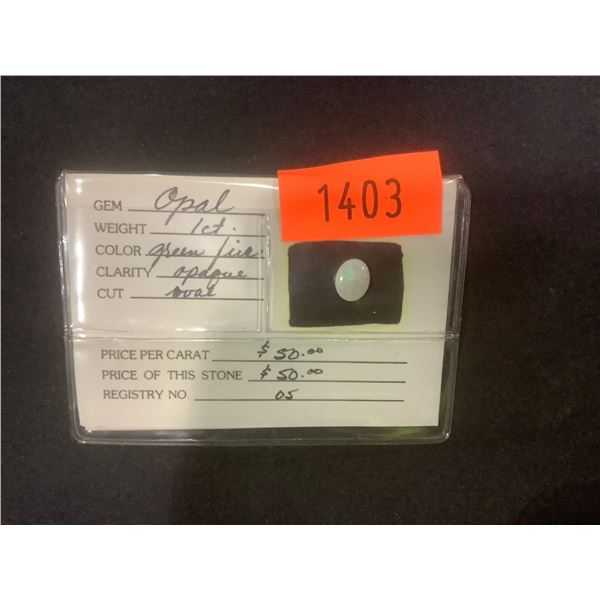 1403
GEM Opal
WEIGHT 1ct.
COLOR green fire
CLARITY opaque
CUT oval
PRICE PER CARAT $50.00
PRICE OF THIS STONE $50.00
REGISTRY NO. 05